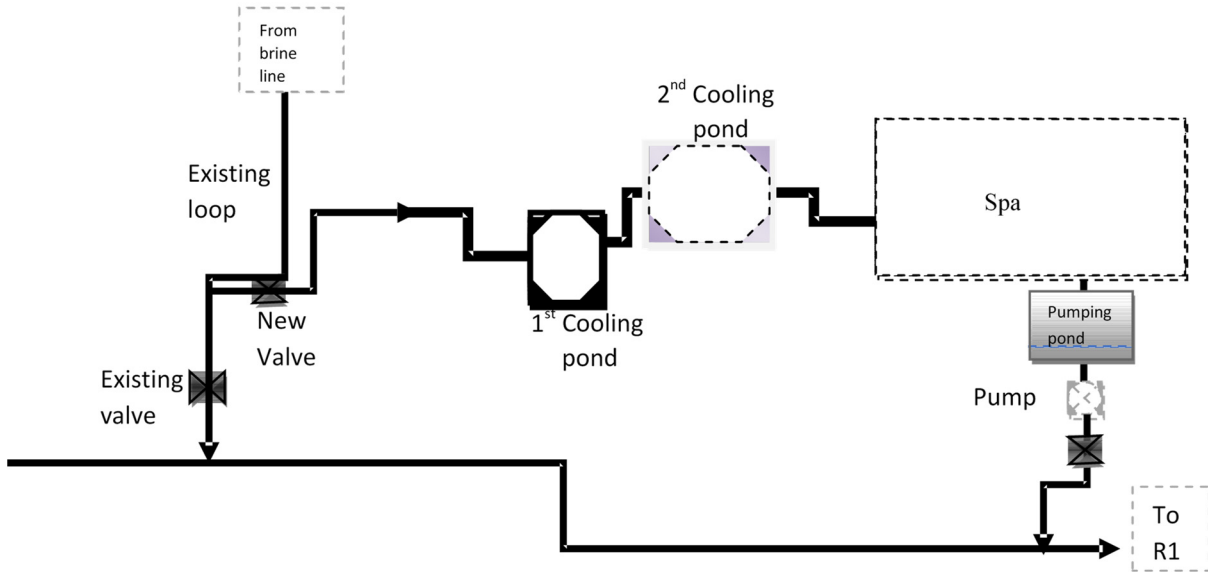 From
brine
line
2nd Cooling
pond
Existing
loop
Spa
New
Valve
1st Cooling
pond
Pumping
pond
Existing
valve
Pump
To
R1